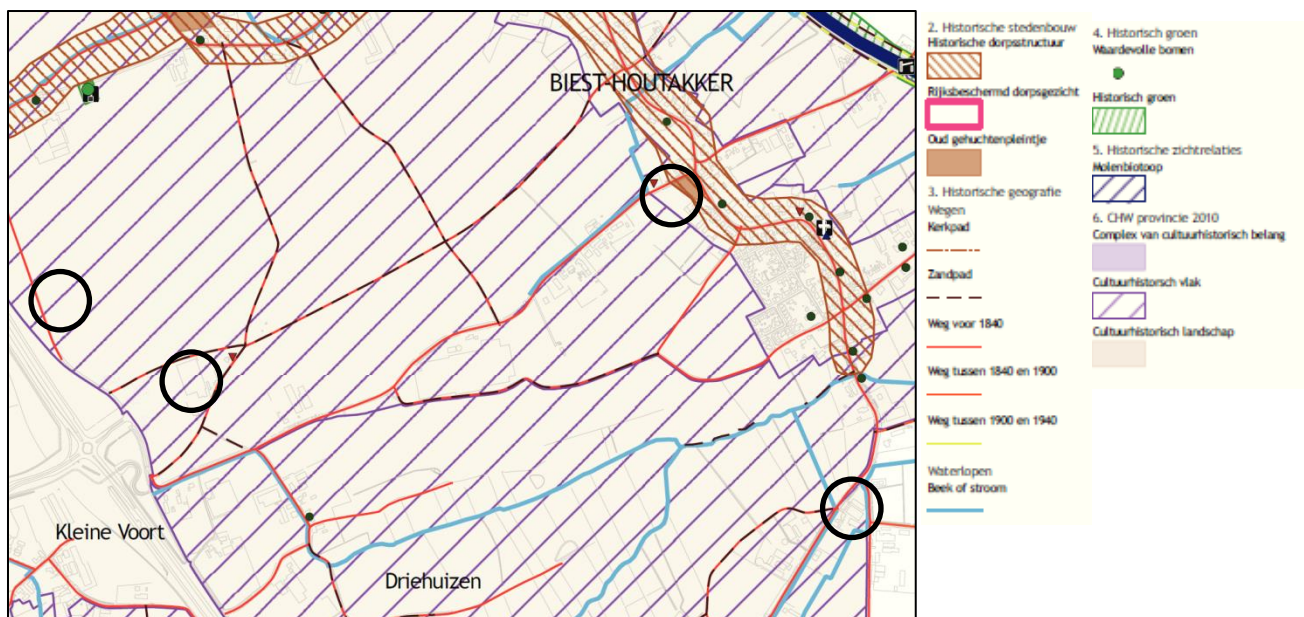 BIEST-HOUTAKKER
Kleine Voort
Driehuizen
2. Historische stedenbouw
Historische dorpsstructuur
Rijksbeschermd dorpsgezicht
Oud gehuchtenpleintje
3. Historische geografie
Wegen
Kerkpad
Zandpad
Weg voor 1840
Weg tussen 1840 en 1900
Weg tussen 1900 en 1940
Waterlopen
Beek of stroom
4. Historisch groen
Waardevolle bomen
Historisch groen
5. Historische zichtrelaties
Molenbiotoop
6. CHW provincie 2010
Complex van cultuurhistorisch belang
Cultuurhistorsch vlak
Cultuurhistorisch landschap